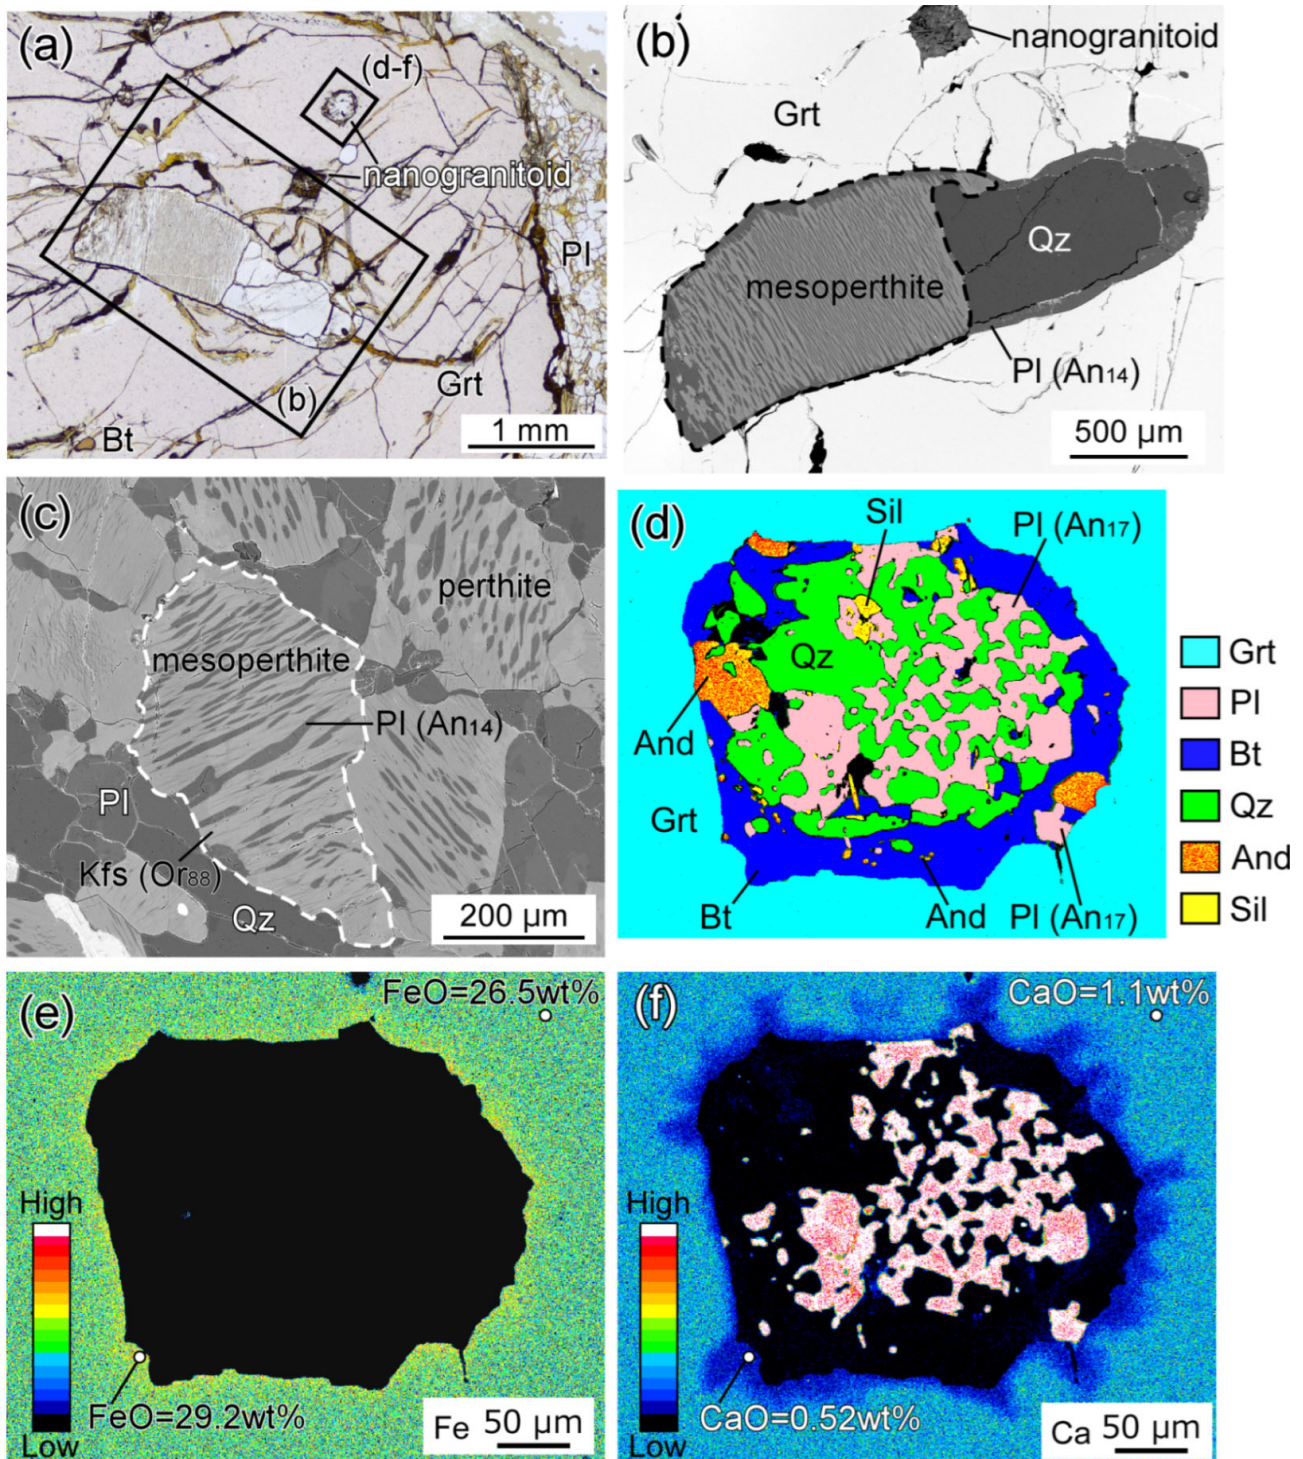 (a)
(d-f)
nanogranitoid
Pl
(b)
Grt
Bt
1 mm
(b)
nanogranitoid
Grt
Qz
mesoperthite
Pl (An14)
500 µm
(c)
perthite
mesoperthite
Pl (An14)
Pl
Kfs (Or88)
Qz
200 µm
(d)
Sil
Pl (An17)
Qz
And
Grt
Bt
And
Pl (An17)
Grt
Pl
Bt
Qz
And
Sil
(e)
FeO=26.5wt%
High
Low
FeO=29.2wt%
Fe 50 µm
(f)
CaO=1.1wt%
High
Low
CaO=0.52wt%
Ca 50 µm